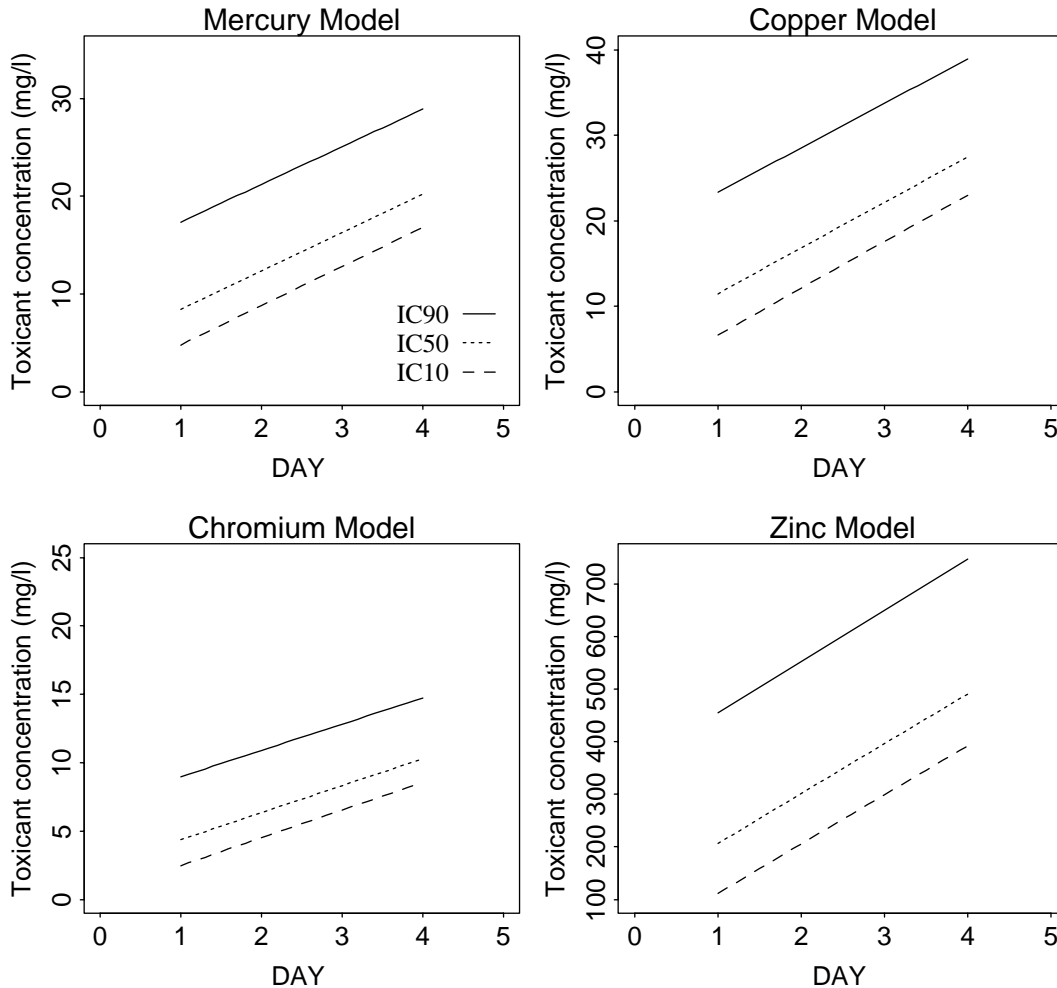 Mercury Model
Toxicant concentration (mg/l)
30
20
10
0
IC90
IC50
IC10
0 1 2 3 4 5
DAY
Copper Model
Toxicant concentration (mg/l)
40
30
20
10
0
0 1 2 3 4 5
DAY
Chromium Model
Toxicant concentration (mg/l)
25
20
15
10
5
0
0 1 2 3 4 5
DAY
Zinc Model
Toxicant concentration (mg/l)
700
600
500
400
300
200
100
0 1 2 3 4 5
DAY